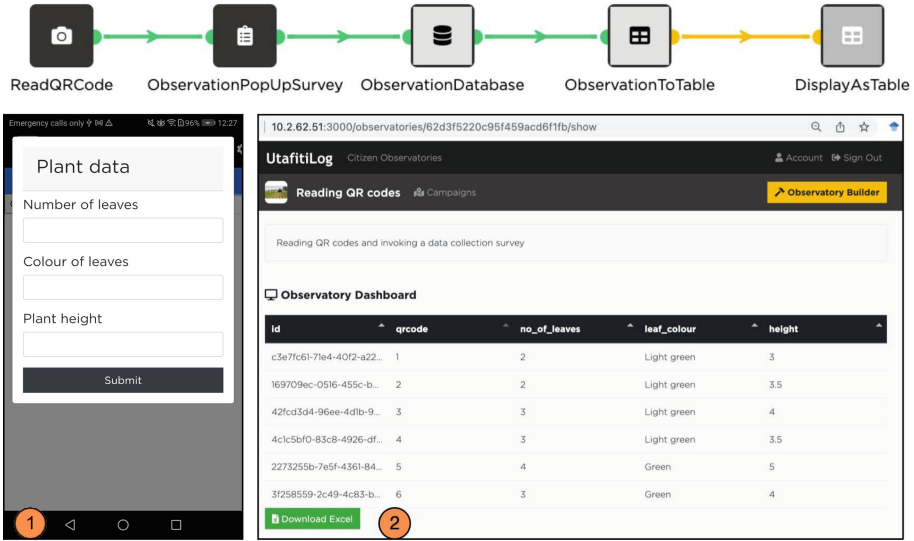 ReadQRCode ObservationPopUpSurvey ObservationDatabase ObservationToTable DisplayAsTable
Emergency calls only 96% 12:27
Plant data
Number of leaves
Colour of leaves
Plant height
Submit
1
10.2.62.51:3000/observatories/62d3f5220c95f459acd6f1fb/show
UtafitiLog Citizen Observatories Account Sign Out
Reading QR codes Campaigns Observatory Builder
Reading QR codes and invoking a data collection survey
Observatory Dashboard
id qrcode no_of_leaves leaf_colour height
c3e7fc61-71e4-40f2-a22... 1 2 Light green 3
169709ec-0516-455c-b... 2 2 Light green 3.5
42fcd3d4-96ee-4d1b-9... 3 3 Light green 4
4c1c5bf0-83c8-4926-df... 4 3 Light green 3.5
2273255b-7e5f-4361-84... 5 4 Green 5
3f258559-2c49-4c83-b... 6 3 Green 4
Download Excel 2